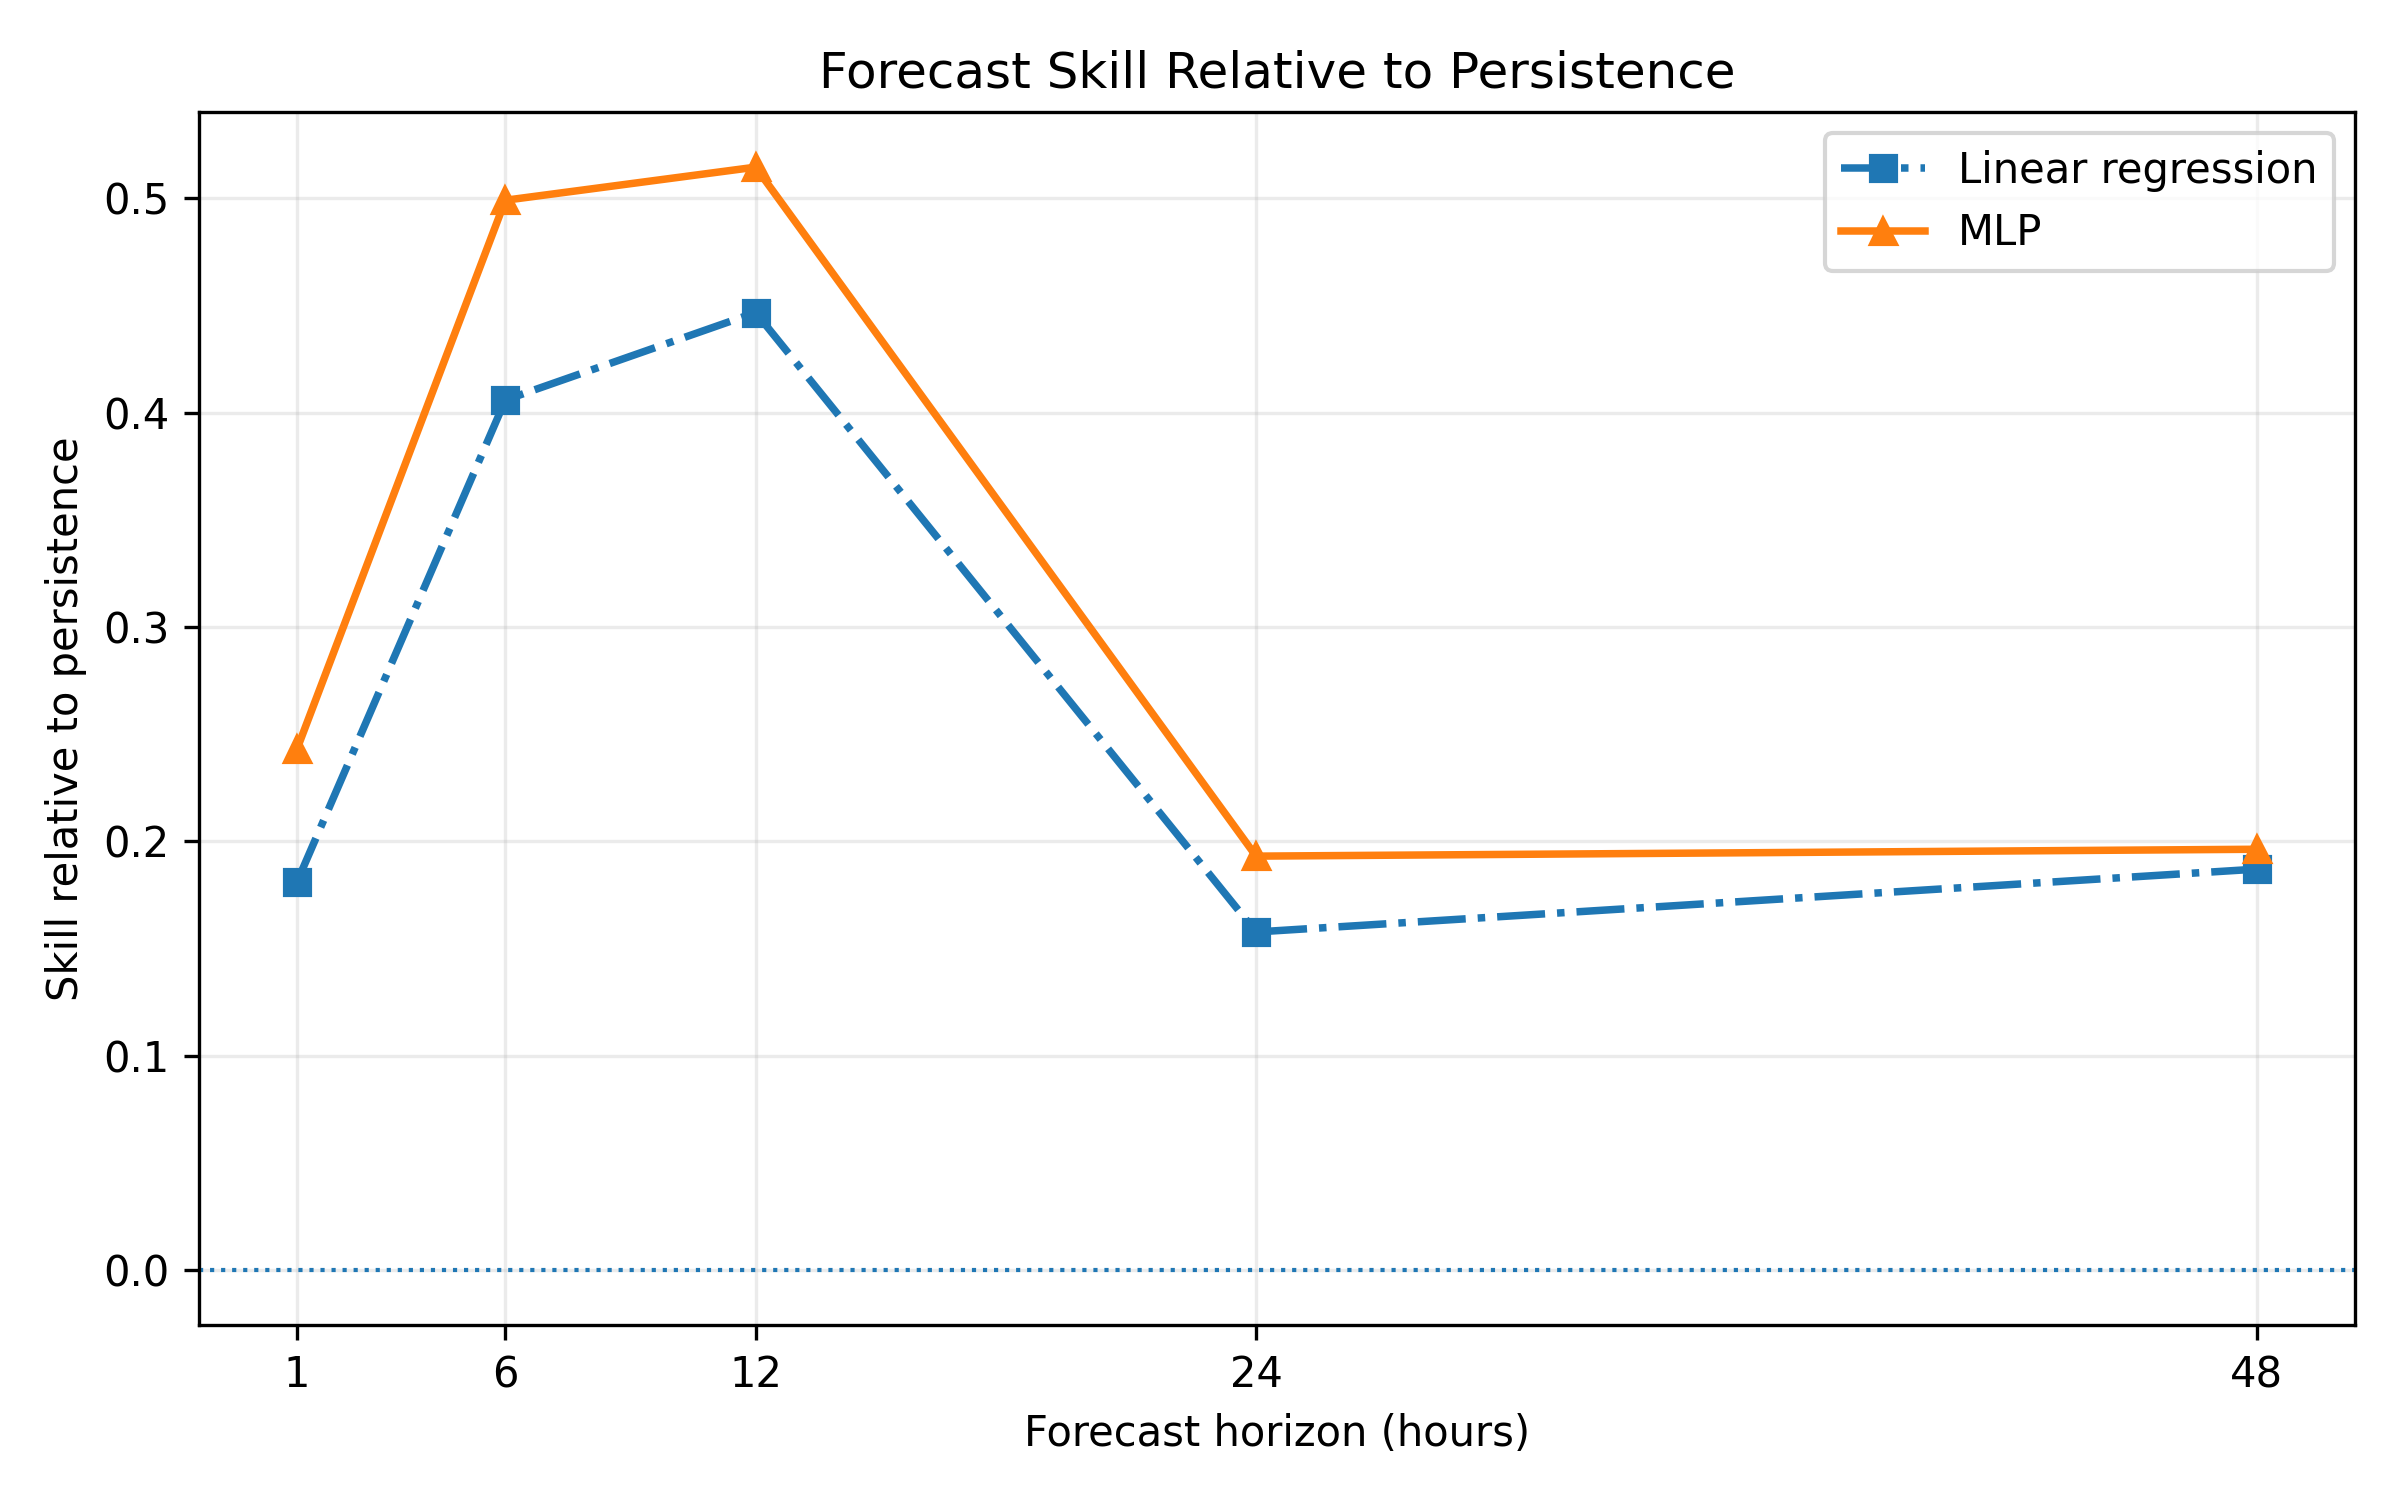 Forecast Skill Relative to Persistence
Linear regression
MLP
Skill relative to persistence
0.5
0.4
0.3
0.2
0.1
0.0
1 6 12 24 48
Forecast horizon (hours)